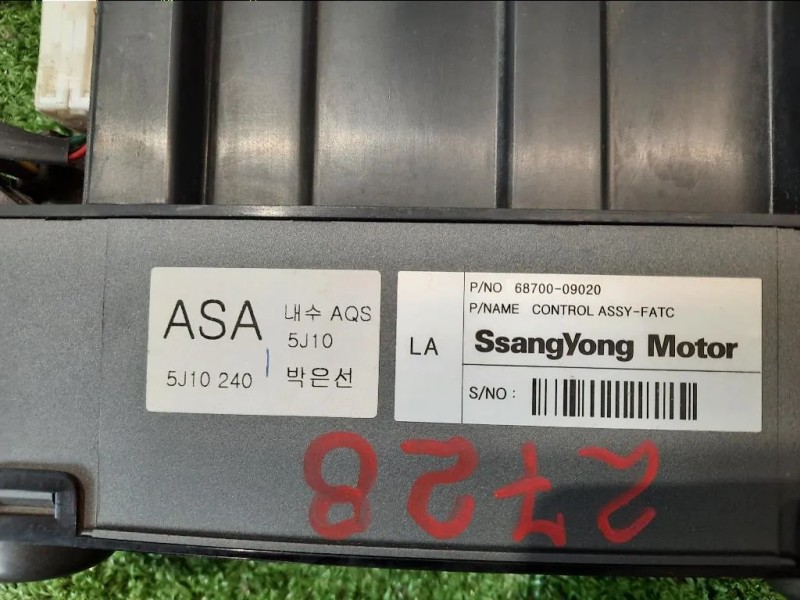 ASA
내수 AQS
5J10
5J10 240
박은선
LA
P/NO 68700-09020
P/NAME CONTROL ASSY-FATC
SsangYong Motor
S/NO :
2728